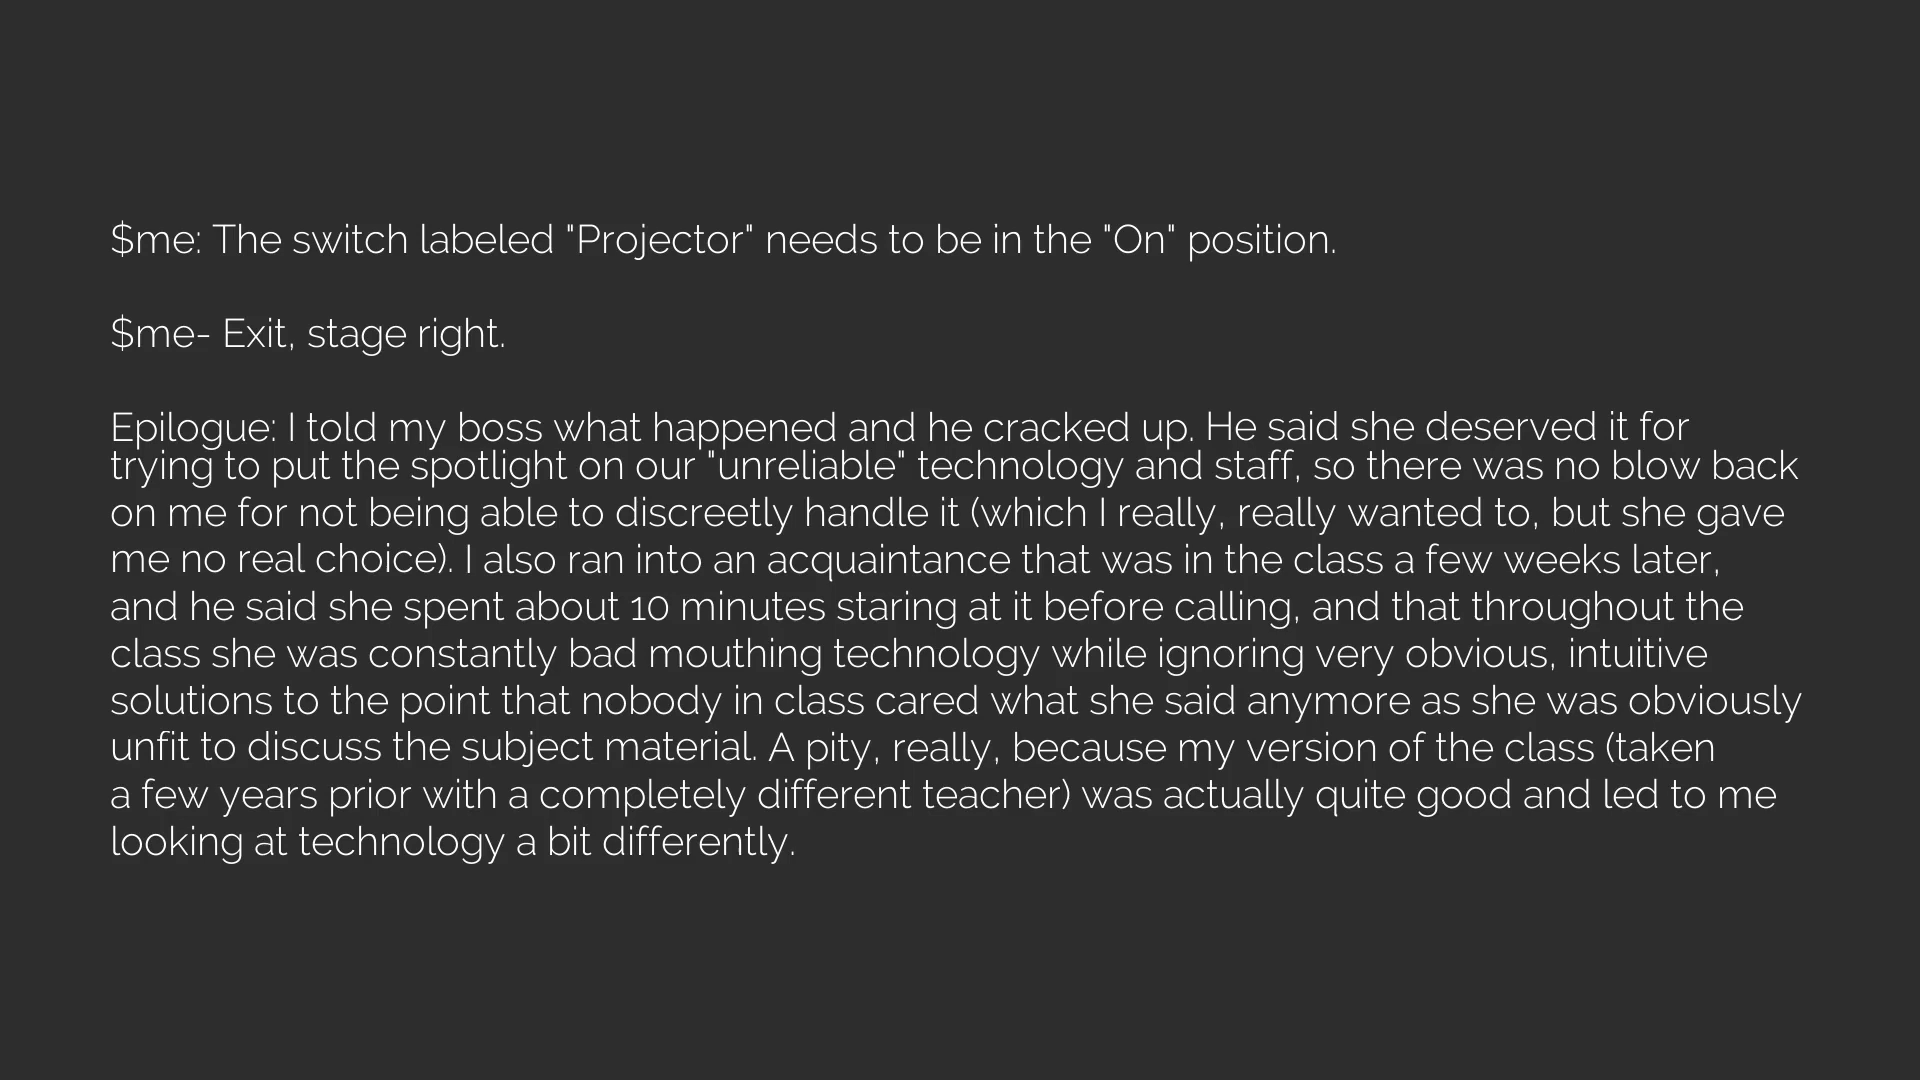 $me: The switch labeled "Projector" needs to be in the "On" position.
$me- Exit, stage right.
Epilogue: I told my boss what happened and he cracked up. He said she deserved it for
trying to put the spotlight on our "unreliable" technology and staff, so there was no blow back
on me for not being able to discreetly handle it (which I really, really wanted to, but she gave
me no real choice). I also ran into an acquaintance that was in the class a few weeks later,
and he said she spent about 10 minutes staring at it before calling, and that throughout the
class she was constantly bad mouthing technology while ignoring very obvious, intuitive
solutions to the point that nobody in class cared what she said anymore as she was obviously
unfit to discuss the subject material. A pity, really, because my version of the class (taken
a few years prior with a completely different teacher) was actually quite good and led to me
looking at technology a bit differently.